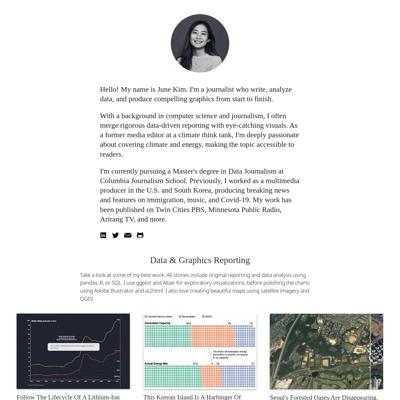 Hello! My name is June Kim. I'm a journalist who write, analyze
data, and produce compelling graphics from start to finish.
With a background in computer science and journalism, I often
merge rigorous data-driven reporting with eye-catching visuals. As
a former media editor at a climate think tank, I'm deeply passionate
about covering climate and energy, making the topic accessible to
readers.
I'm currently pursuing a Master's degree in Data Journalism at
Columbia Journalism School. Previously, I worked as a multimedia
producer in the U.S. and South Korea, producing breaking news
and features on immigration, music, and Covid-19. My work has
been published on Twin Cities PBS, Minnesota Public Radio,
Arirang TV, and more.
Data & Graphics Reporting
Take a look at some of my best work. All stories include original reporting and data analysis using
pandas, R, or SQL. I use ggplot and Altair for exploratory visualizations, before polishing the charts
using Adobe Illustrator and ai2html. I also love creating beautiful maps using satellite imagery and
QGIS!
Generation Capacity
Actual Energy Mix
Follow The Lifecycle Of A Lithium-Ion
This Korean Island Is A Harbinger Of
Seoul's Forested Oases Are Disappearing.